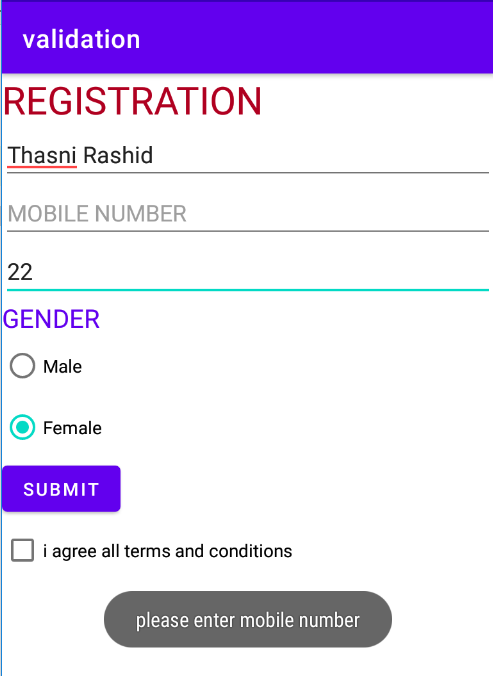 validation
REGISTRATION
Thasni Rashid
MOBILE NUMBER
22
GENDER
Male
Female
SUBMIT
i agree all terms and conditions
please enter mobile number